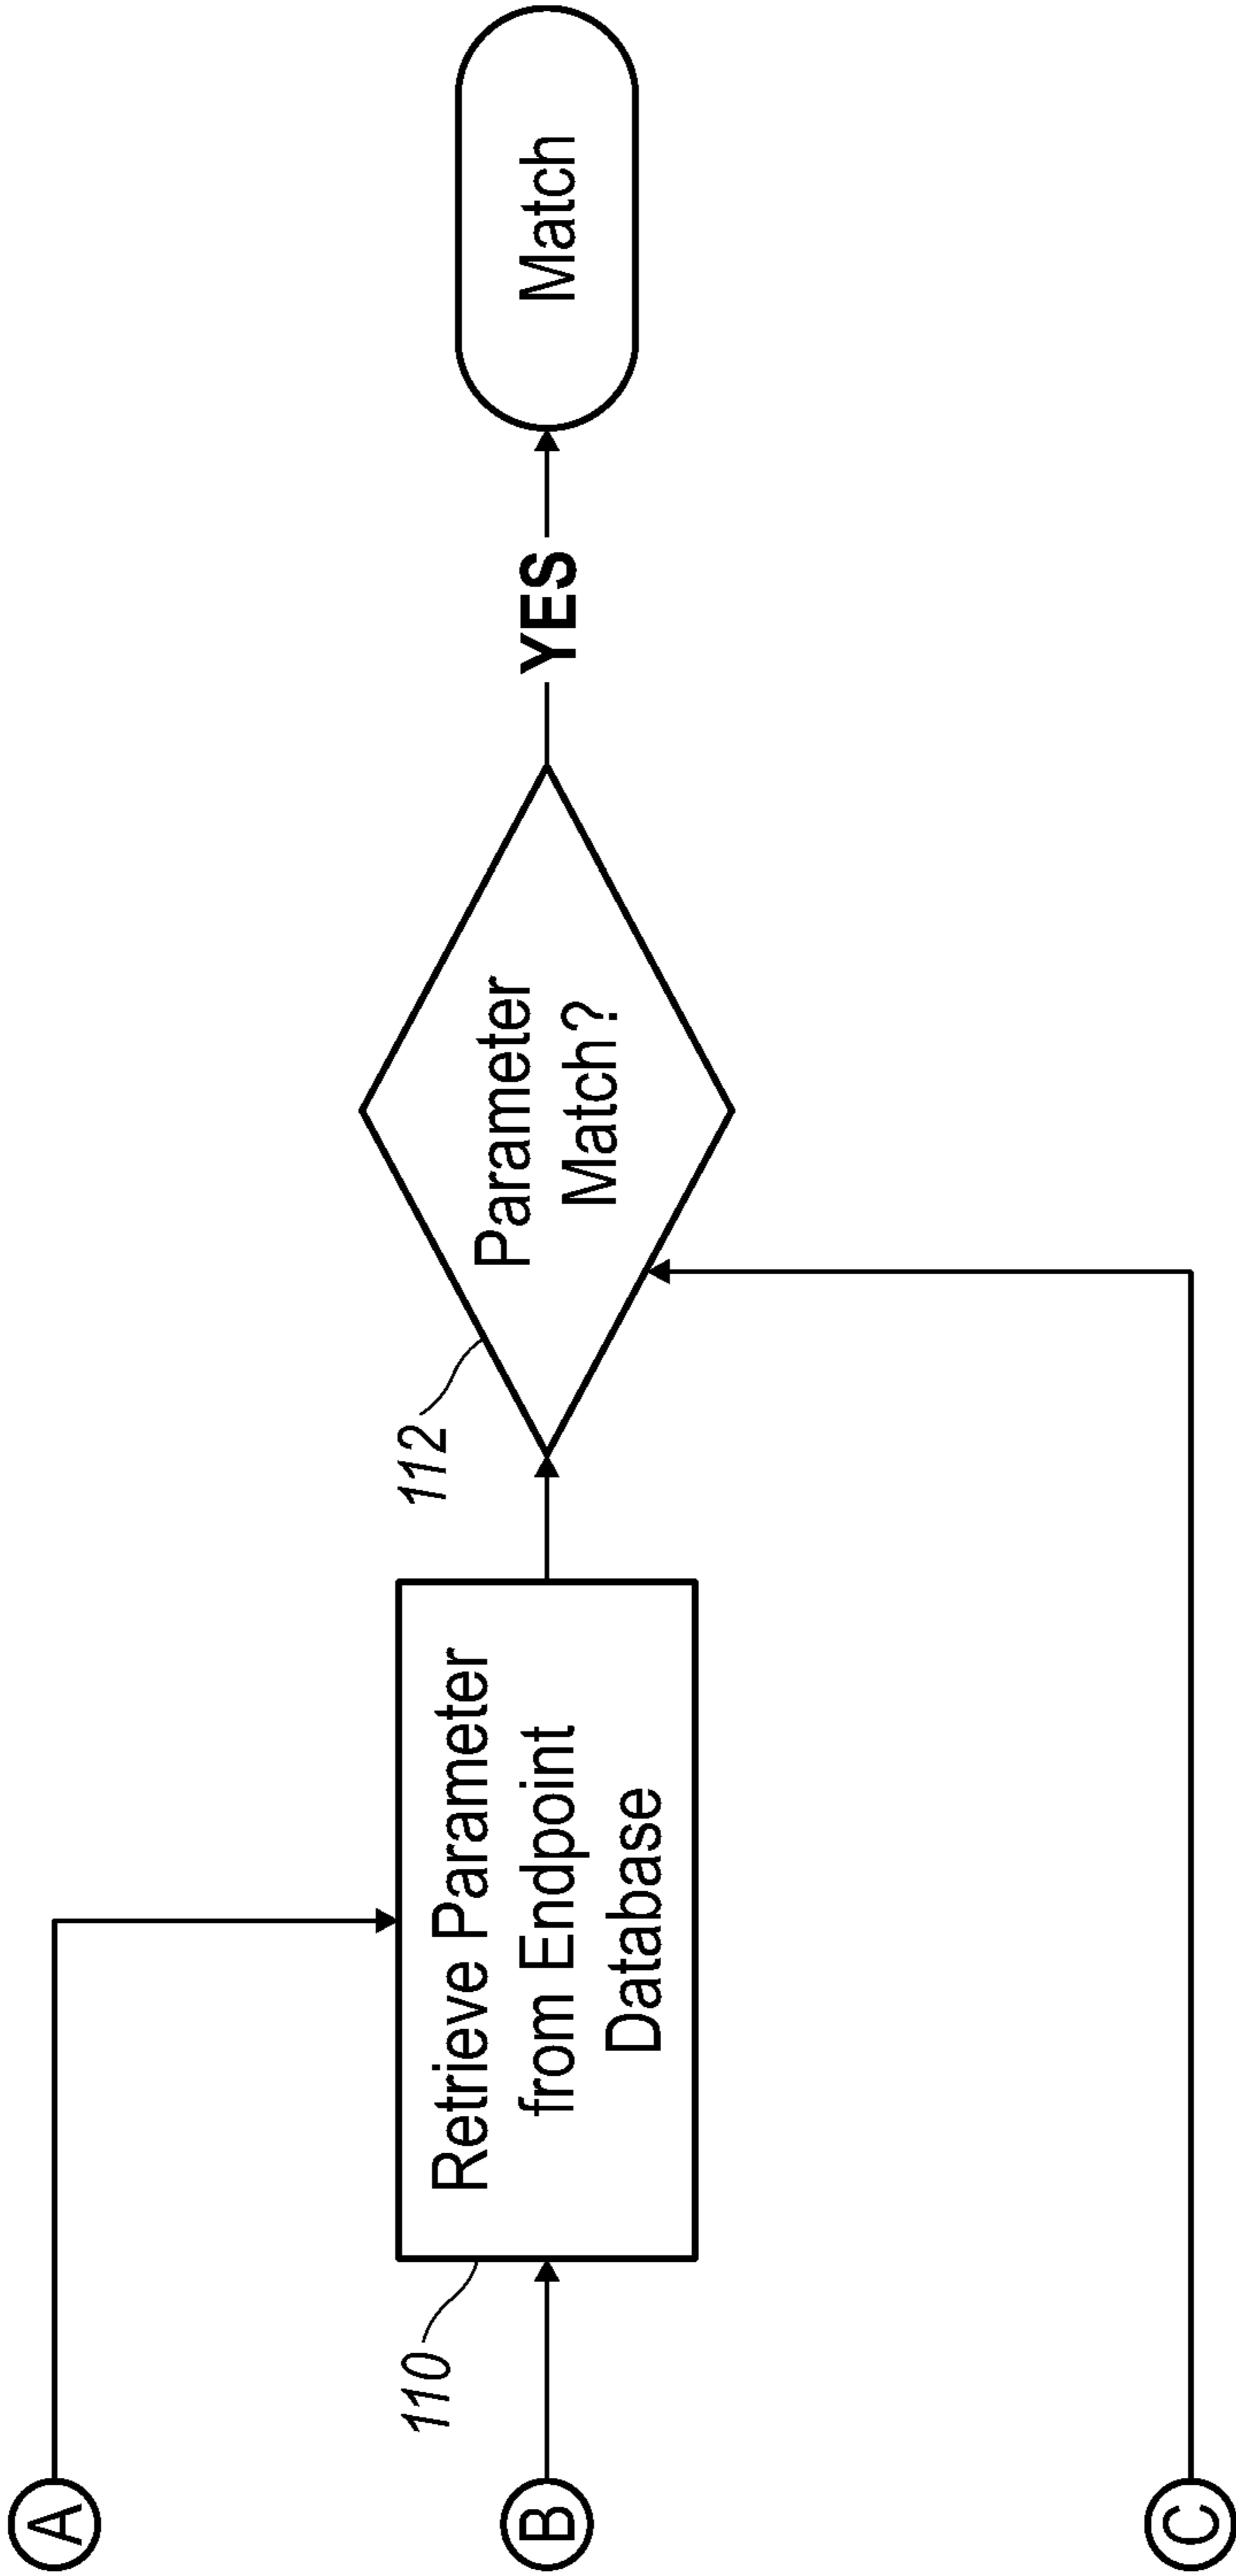 A
B
C
110
Retrieve Parameter
from Endpoint
Database
112
Parameter
Match?
YES
Match